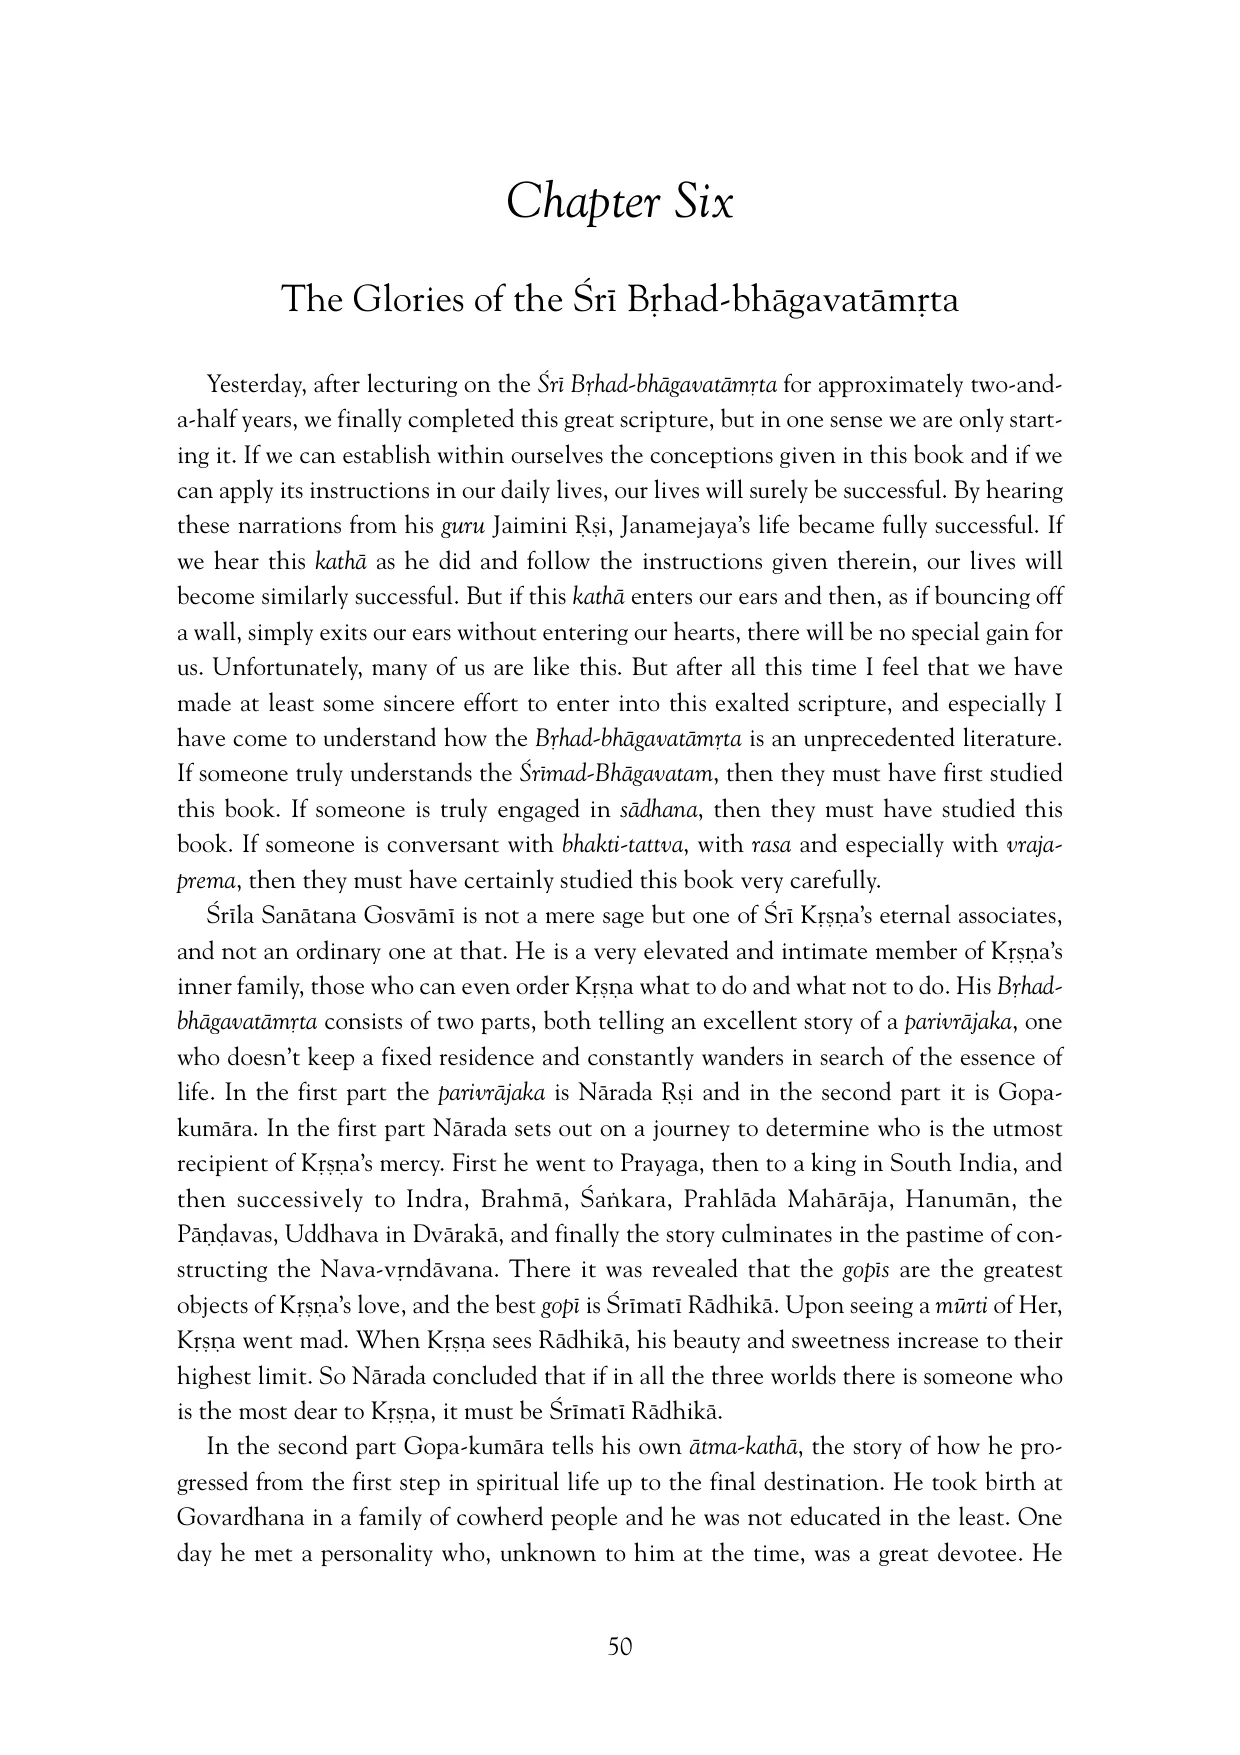 Chapter Six
The Glories of the Śrī Bṛhad-bhāgavatāmṛta
Yesterday, after lecturing on the Śrī Bṛhad-bhāgavatāmṛta for approximately two-and-
a-half years, we finally completed this great scripture, but in one sense we are only start-
ing it. If we can establish within ourselves the conceptions given in this book and if we
can apply its instructions in our daily lives, our lives will surely be successful. By hearing
these narrations from his guru Jaimini Ṛṣi, Janamejaya's life became fully successful. If
we hear this kathā as he did and follow the instructions given therein, our lives will
become similarly successful. But if this kathā enters our ears and then, as if bouncing off
a wall, simply exits our ears without entering our hearts, there will be no special gain for
us. Unfortunately, many of us are like this. But after all this time I feel that we have
made at least some sincere effort to enter into this exalted scripture, and especially I
have come to understand how the Bṛhad-bhāgavatāmṛta is an unprecedented literature.
If someone truly understands the Śrīmad-Bhāgavatam, then they must have first studied
this book. If someone is truly engaged in sādhana, then they must have studied this
book. If someone is conversant with bhakti-tattva, with rasa and especially with vraja-
prema, then they must have certainly studied this book very carefully.
Śrīla Sanātana Gosvāmī is not a mere sage but one of Śrī Kṛṣṇa's eternal associates,
and not an ordinary one at that. He is a very elevated and intimate member of Kṛṣṇa's
inner family, those who can even order Kṛṣṇa what to do and what not to do. His Bṛhad-
bhāgavatāmṛta consists of two parts, both telling an excellent story of a parivrājaka, one
who doesn't keep a fixed residence and constantly wanders in search of the essence of
life. In the first part the parivrājaka is Nārada Ṛṣi and in the second part it is Gopa-
kumāra. In the first part Nārada sets out on a journey to determine who is the utmost
recipient of Kṛṣṇa's mercy. First he went to Prayaga, then to a king in South India, and
then successively to Indra, Brahmā, Śaṅkara, Prahlāda Mahārāja, Hanumān, the
Pāṇḍavas, Uddhava in Dvārakā, and finally the story culminates in the pastime of con-
structing the Nava-vṛndāvana. There it was revealed that the gopīs are the greatest
objects of Kṛṣṇa's love, and the best gopī is Śrīmatī Rādhikā. Upon seeing a mūrti of Her,
Kṛṣṇa went mad. When Kṛṣṇa sees Rādhikā, his beauty and sweetness increase to their
highest limit. So Nārada concluded that if in all the three worlds there is someone who
is the most dear to Kṛṣṇa, it must be Śrīmatī Rādhikā.
In the second part Gopa-kumāra tells his own ātma-kathā, the story of how he pro-
gressed from the first step in spiritual life up to the final destination. He took birth at
Govardhana in a family of cowherd people and he was not educated in the least. One
day he met a personality who, unknown to him at the time, was a great devotee. He
50